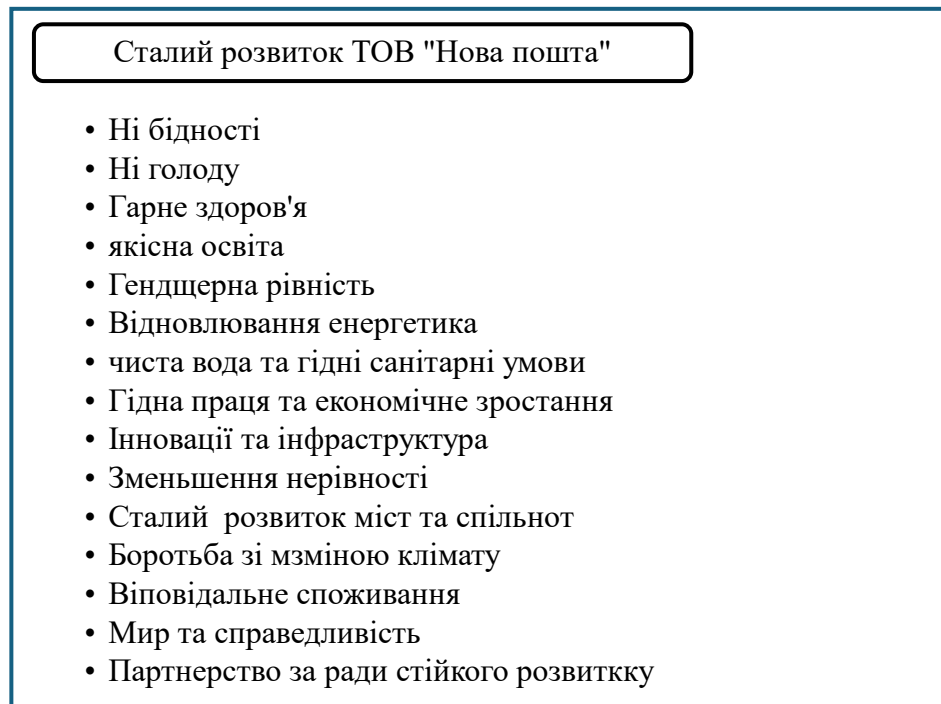 Сталий розвиток ТОВ "Нова пошта"
• Ні бідності
• Ні голоду
• Гарне здоров'я
• якісна освіта
• Гендщерна рівність
• Відновлювання енергетика
• чиста вода та гідні санітарні умови
• Гідна праця та економічне зростання
• Інновації та інфраструктура
• Зменьшення нерівності
• Сталий  розвиток міст та спільнот
• Боротьба зі мзміною клімату
• Віповідальне споживання
• Мир та справедливість
• Партнерство за ради стійкого розвиткку